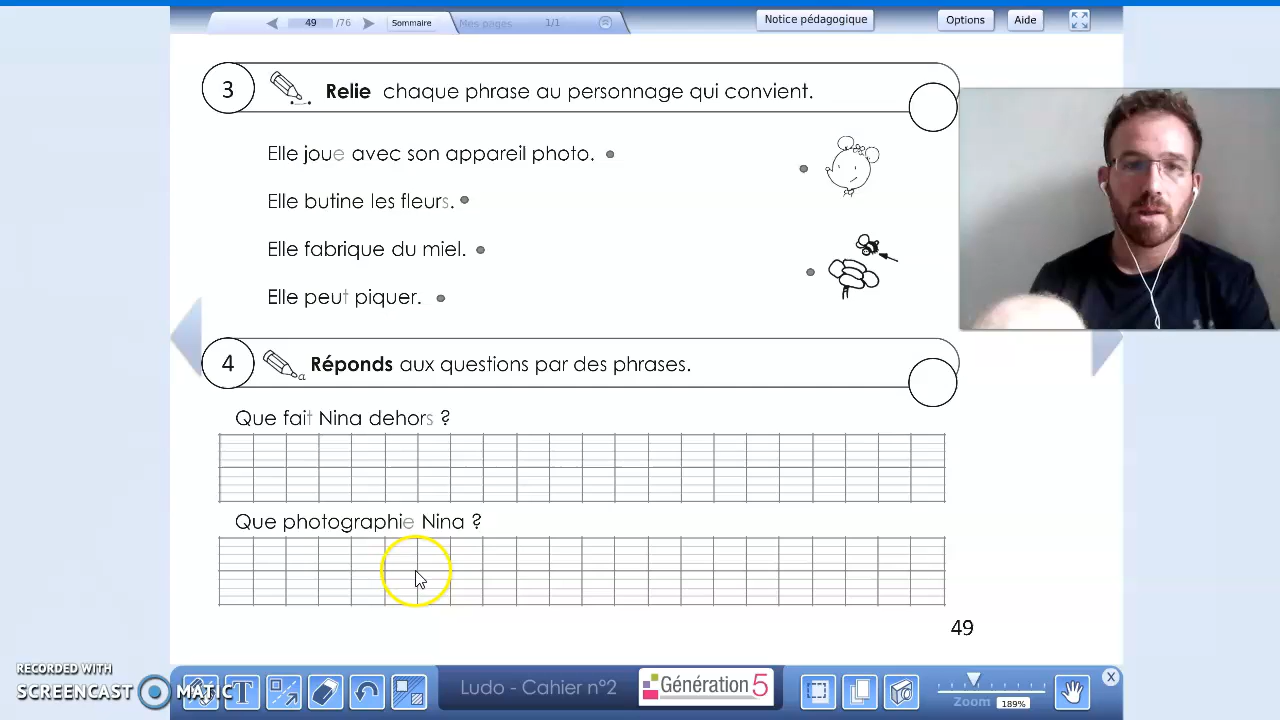 49 /76 Sommaire Mes pages 1/1 Notice pédagogique Options Aide
3 Relie chaque phrase au personnage qui convient.
Elle joue avec son appareil photo.
Elle butine les fleurs.
Elle fabrique du miel.
Elle peut piquer.
4 a Réponds aux questions par des phrases.
Que fait Nina dehors ?
Que photographie Nina ?
49
RECORDED WITH
SCREENCAST MATIC
T Ludo - Cahier n°2 Génération 5 Zoom 189%